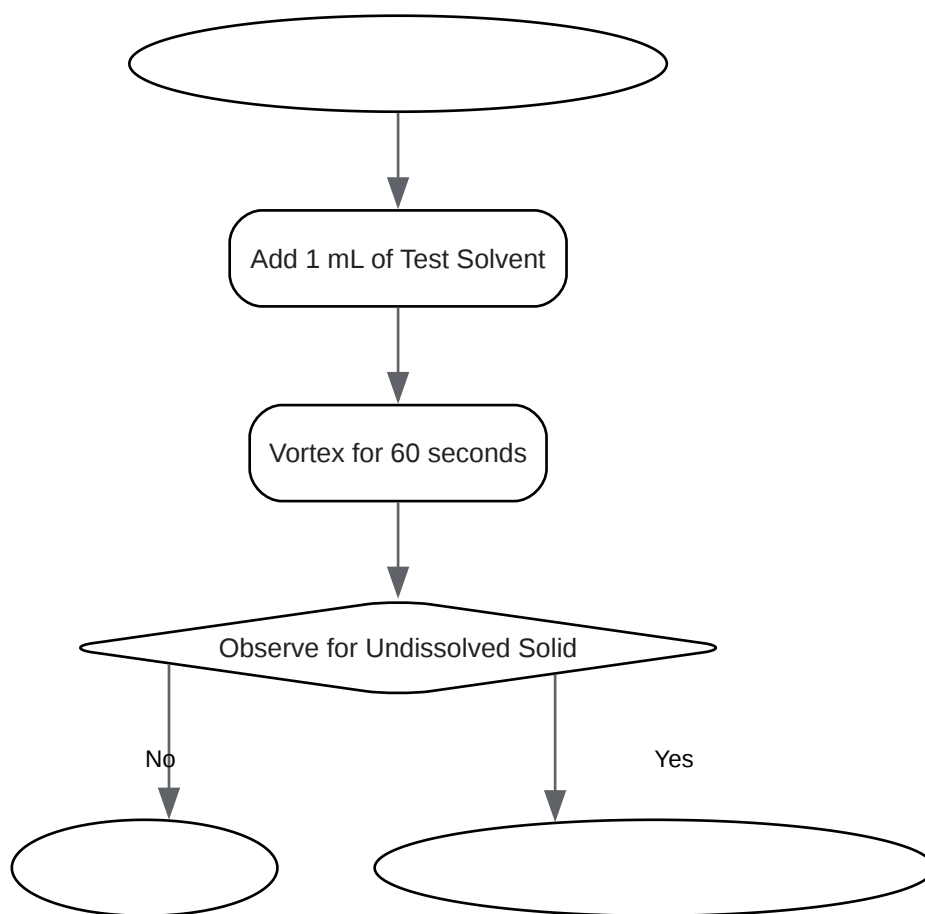 Add 1 mL of Test Solvent
Vortex for 60 seconds
Observe for Undissolved Solid
No
Yes